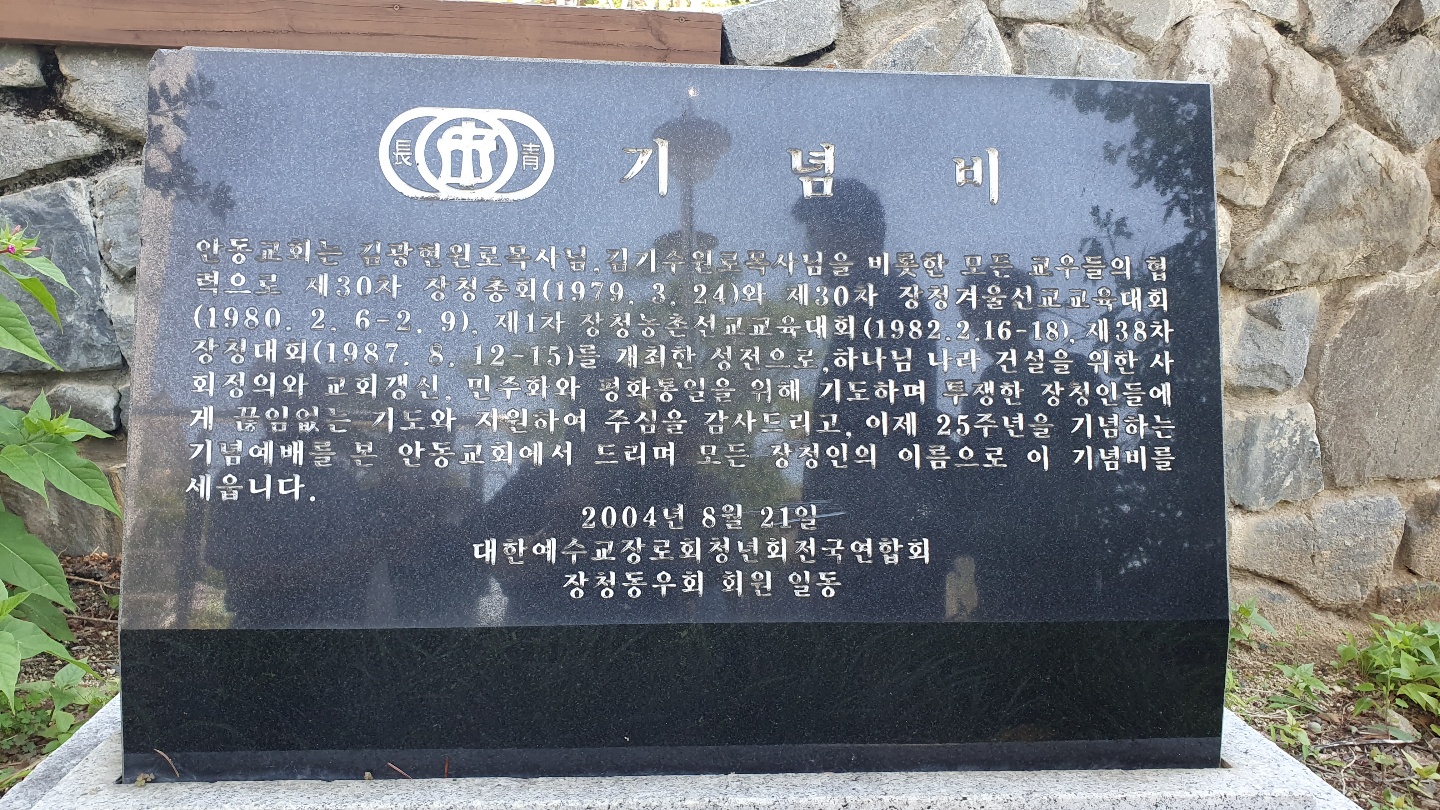 長 靑 기 념 비
안동교회는 김광현원로목사님, 김기수원로목사님을 비롯한 모든 교우들의 협
력으로 제30차 장청총회(1979. 3. 24)와 제30차 장청겨울선교교육대회
(1980. 2. 6-2. 9), 제1차 장청농촌선교교육대회(1982.2.16-18), 제38차
장청대회(1987. 8. 12-15)를 개최한 성전으로, 하나님 나라 건설을 위한 사
회정의와 교회갱신, 민주화와 평화통일을 위해 기도하며 투쟁한 장청인들에
게 끊임없는 기도와 지원하여 주심을 감사드리고, 이제 25주년을 기념하는
기념예배를 본 안동교회에서 드리며 모든 장청인의 이름으로 이 기념비를
세웁니다.
2004년 8월 21일
대한예수교장로회청년회전국연합회
장청동우회 회원 일동